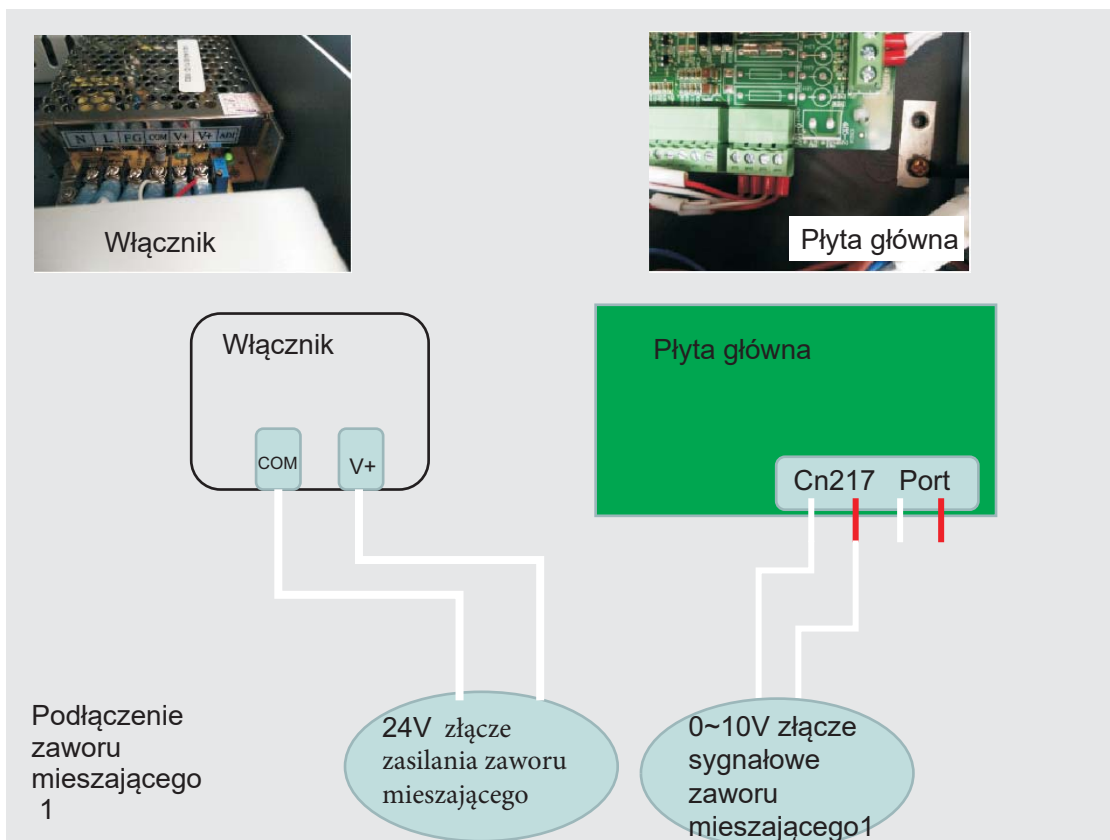 N L FG COM V+ V+ ADJ
Włącznik
Płyta główna
Włącznik
Płyta główna
COM V+
Cn217 Port
Podłączenie
zaworu
mieszającego
1
24V złącze
zasilania zaworu
mieszającego
0~10V złącze
sygnałowe
zaworu
mieszającego1